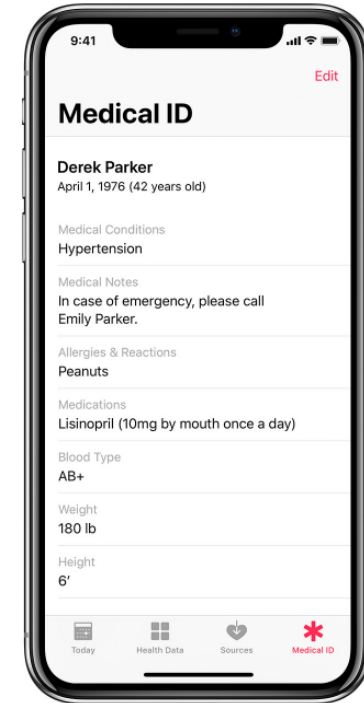 9:41
Edit
Medical ID
Derek Parker
April 1, 1976 (42 years old)
Medical Conditions
Hypertension
Medical Notes
In case of emergency, please call
Emily Parker.
Allergies & Reactions
Peanuts
Medications
Lisinopril (10mg by mouth once a day)
Blood Type
AB+
Weight
180 lb
Height
6′
Today
Health Data
Sources
Medical ID